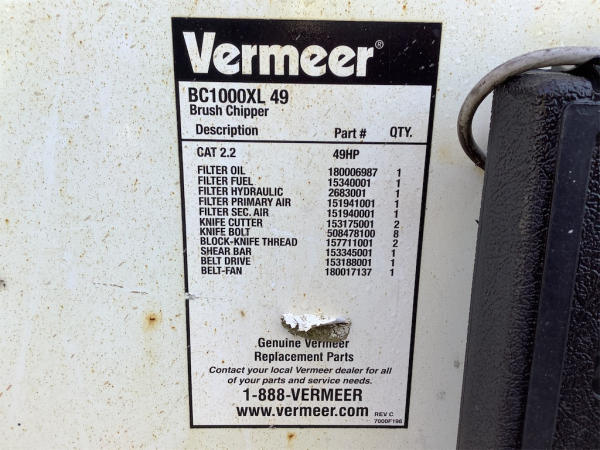 Vermeer®
BC1000XL 49
Brush Chipper
Description Part # QTY.
CAT 2.2 49HP
FILTER OIL 180006987 1
FILTER FUEL 15340001 1
FILTER HYDRAULIC 2683001 1
FILTER PRIMARY AIR 151941001 1
FILTER SEC. AIR 151940001 1
KNIFE CUTTER 153175001 2
KNIFE BOLT 508478100 8
BLOCK-KNIFE THREAD 157711001 2
SHEAR BAR 153345001 1
BELT DRIVE 153188001 1
BELT-FAN 180017137 1
Genuine Vermeer
Replacement Parts
Contact your local Vermeer dealer for all
of your parts and service needs.
1-888-VERMEER
www.vermeer.com REV C
7000F196